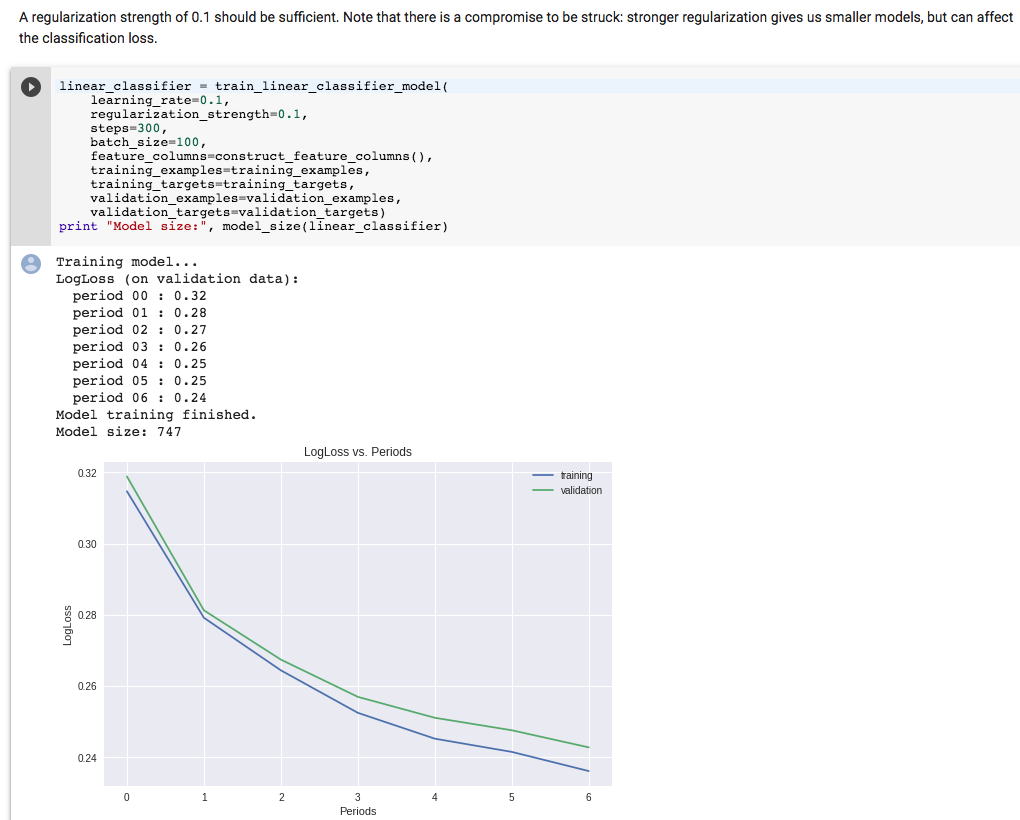 A regularization strength of 0.1 should be sufficient. Note that there is a compromise to be struck: stronger regularization gives us smaller models, but can affect
the classification loss.
linear_classifier = train_linear_classifier_model(
    learning_rate=0.1,
    regularization_strength=0.1,
    steps=300,
    batch_size=100,
    feature_columns=construct_feature_columns(),
    training_examples=training_examples,
    training_targets=training_targets,
    validation_examples=validation_examples,
    validation_targets=validation_targets)
print "Model size:", model_size(linear_classifier)
Training model...
LogLoss (on validation data):
  period 00 : 0.32
  period 01 : 0.28
  period 02 : 0.27
  period 03 : 0.26
  period 04 : 0.25
  period 05 : 0.25
  period 06 : 0.24
Model training finished.
Model size: 747
LogLoss vs. Periods
training
validation
0.32
0.30
0.28
0.26
0.24
LogLoss
0 1 2 3 4 5 6
Periods